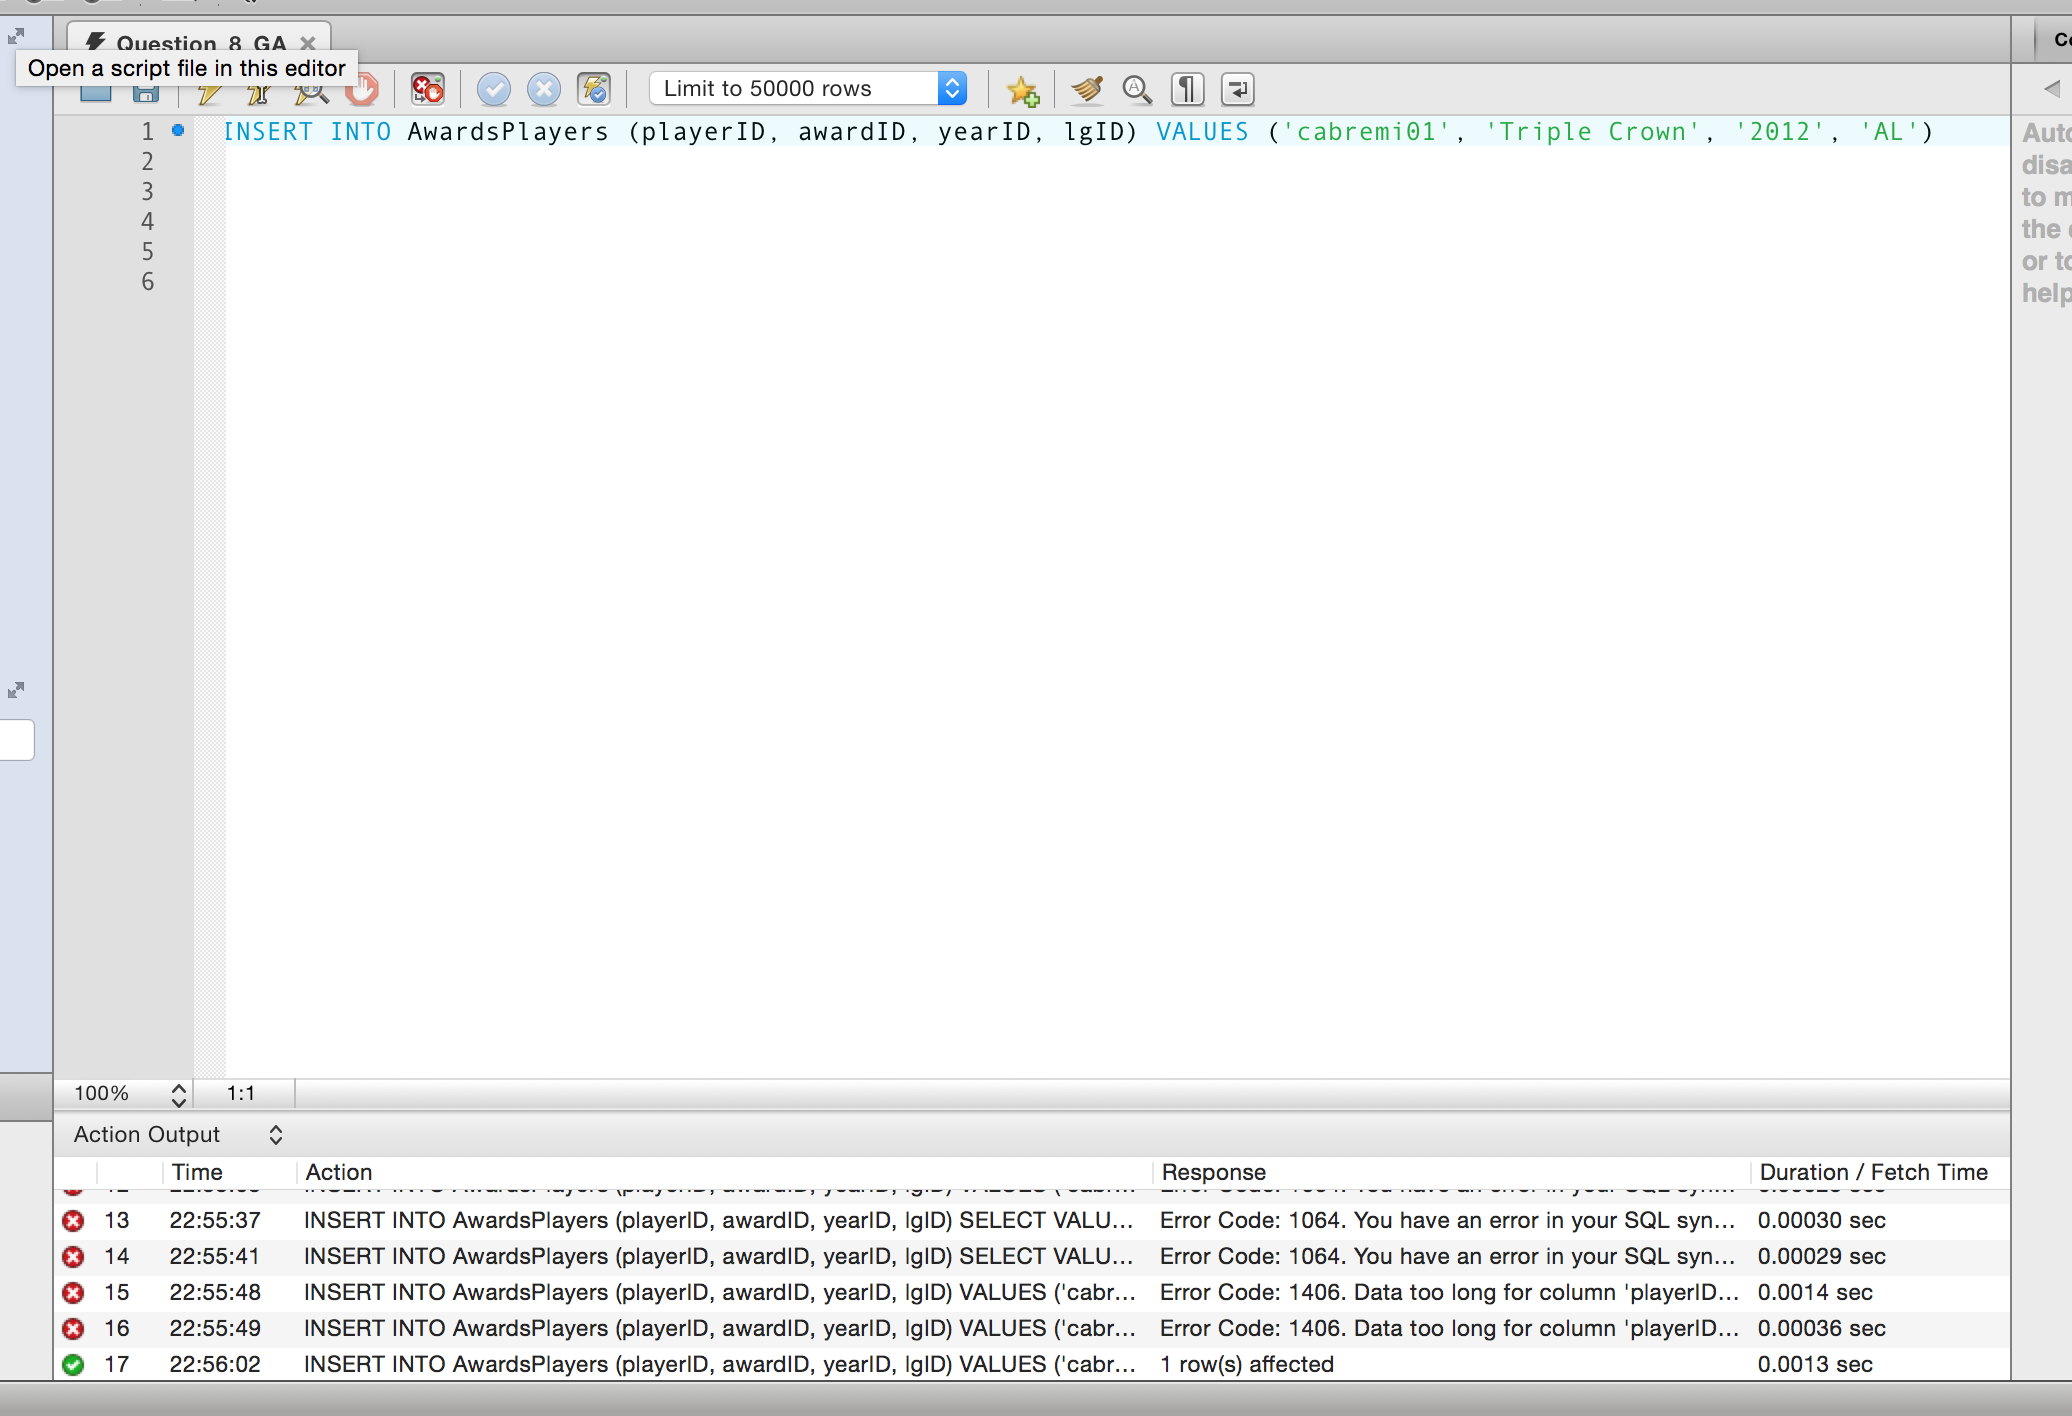 Question_8_GA
Open a script file in this editor
Limit to 50000 rows
1 INSERT INTO AwardsPlayers (playerID, awardID, yearID, lgID) VALUES ('cabremi01', 'Triple Crown', '2012', 'AL')
2
3
4
5
6
100% 1:1
Action Output
Time Action Response Duration / Fetch Time
13 22:55:37 INSERT INTO AwardsPlayers (playerID, awardID, yearID, lgID) SELECT VALU... Error Code: 1064. You have an error in your SQL syn... 0.00030 sec
14 22:55:41 INSERT INTO AwardsPlayers (playerID, awardID, yearID, lgID) SELECT VALU... Error Code: 1064. You have an error in your SQL syn... 0.00029 sec
15 22:55:48 INSERT INTO AwardsPlayers (playerID, awardID, yearID, lgID) VALUES ('cabr... Error Code: 1406. Data too long for column 'playerID... 0.0014 sec
16 22:55:49 INSERT INTO AwardsPlayers (playerID, awardID, yearID, lgID) VALUES ('cabr... Error Code: 1406. Data too long for column 'playerID... 0.00036 sec
17 22:56:02 INSERT INTO AwardsPlayers (playerID, awardID, yearID, lgID) VALUES ('cabr... 1 row(s) affected 0.0013 sec
to
the
or
help